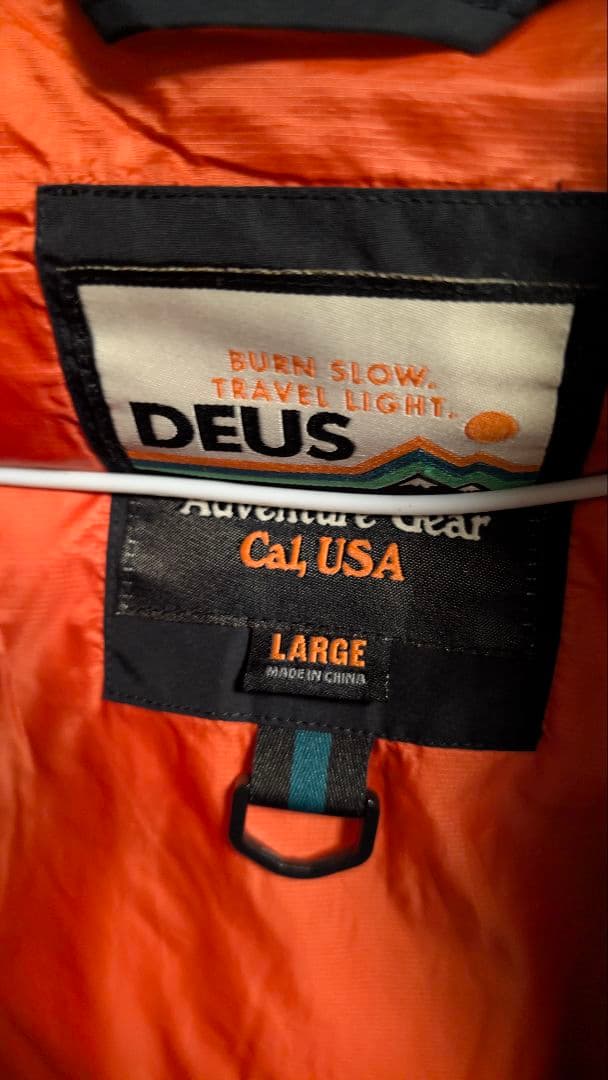 BURN SLOW.
TRAVEL LIGHT.
DEUS
Adventure Gear
Cal, USA
LARGE
MADE IN CHINA